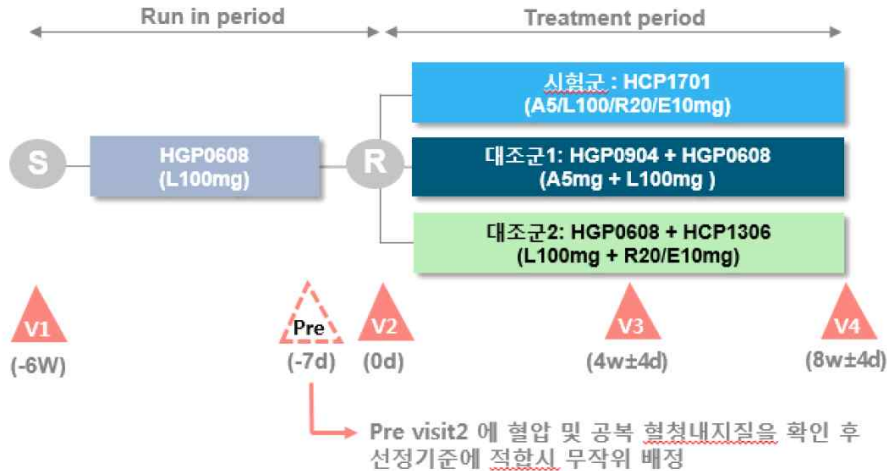 Run in period
Treatment period
시험군 : HCP1701
(A5/L100/R20/E10mg)
S
HGP0608
(L100mg)
R
대조군1: HGP0904 + HGP0608
(A5mg + L100mg )
대조군2: HGP0608 + HCP1306
(L100mg + R20/E10mg)
V1
Pre
V2
V3
V4
(-6W)
(-7d)
(0d)
(4w±4d)
(8w±4d)
Pre visit2 에 혈압 및 공복 혈청내지질을 확인 후
선정기준에 적합시 무작위 배정